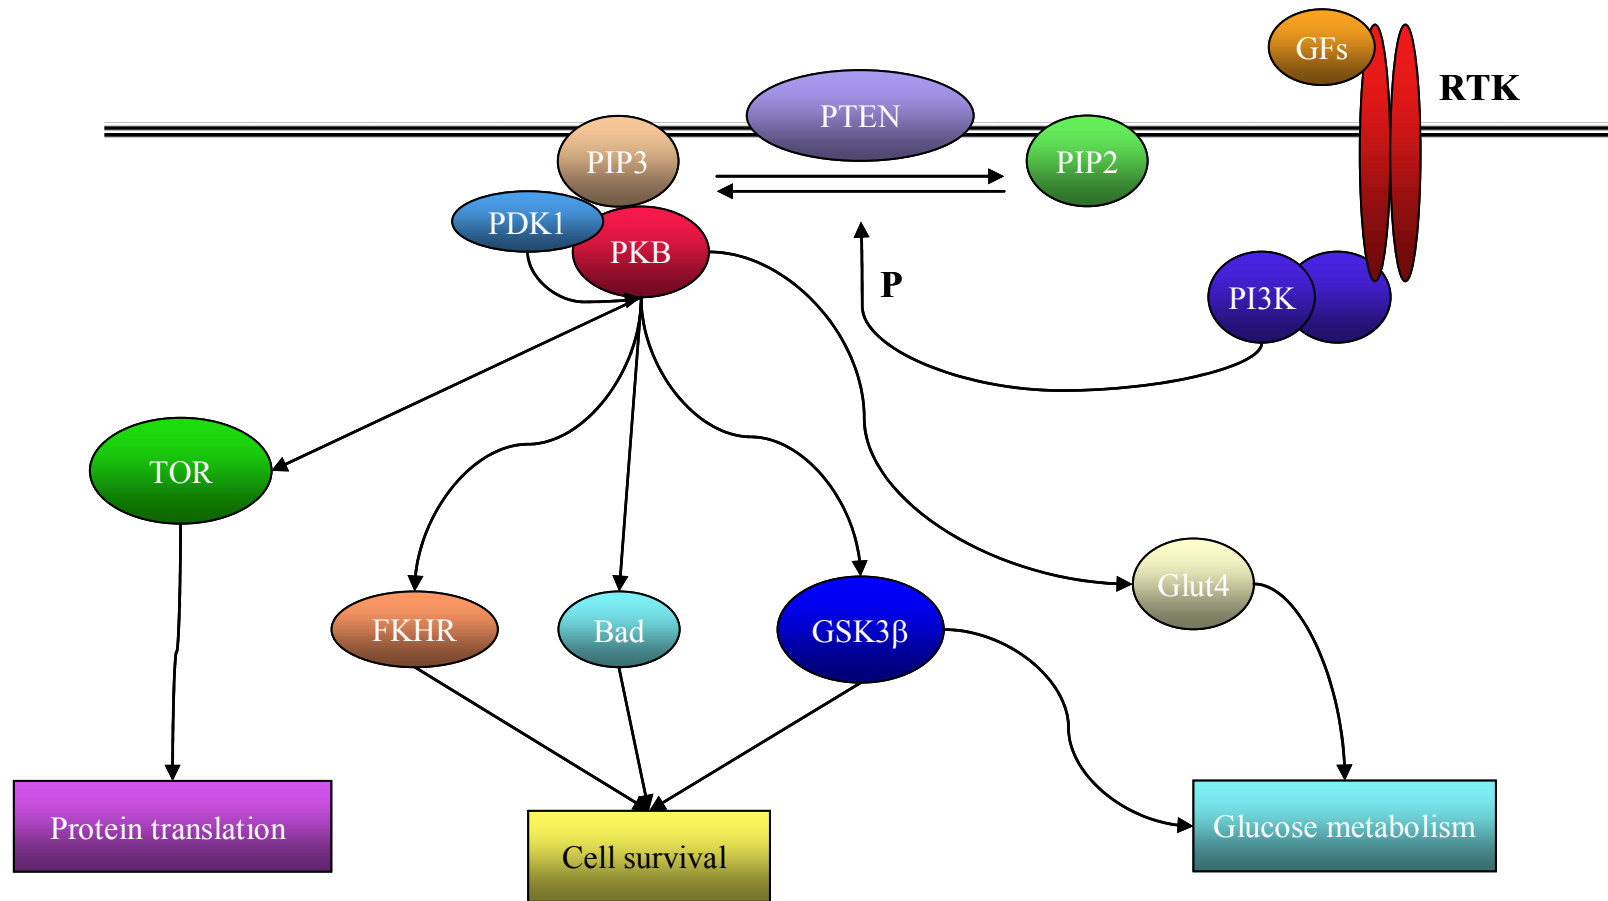 GFs
RTK
PTEN
PIP3
PIP2
PDK1
PKB
P
PI3K
TOR
Glut4
FKHR
Bad
GSK3β
Protein translation
Cell survival
Glucose metabolism